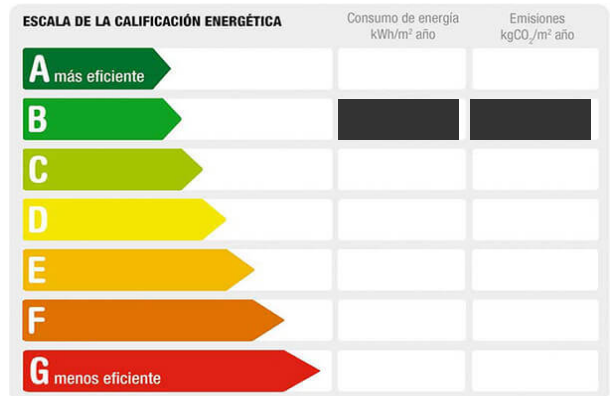 ESCALA DE LA CALIFICACIÓN ENERGÉTICA
Consumo de energía
kWh/m² año
Emisiones
kgCO₂/m² año
A más eficiente
B
C
D
E
F
G menos eficiente